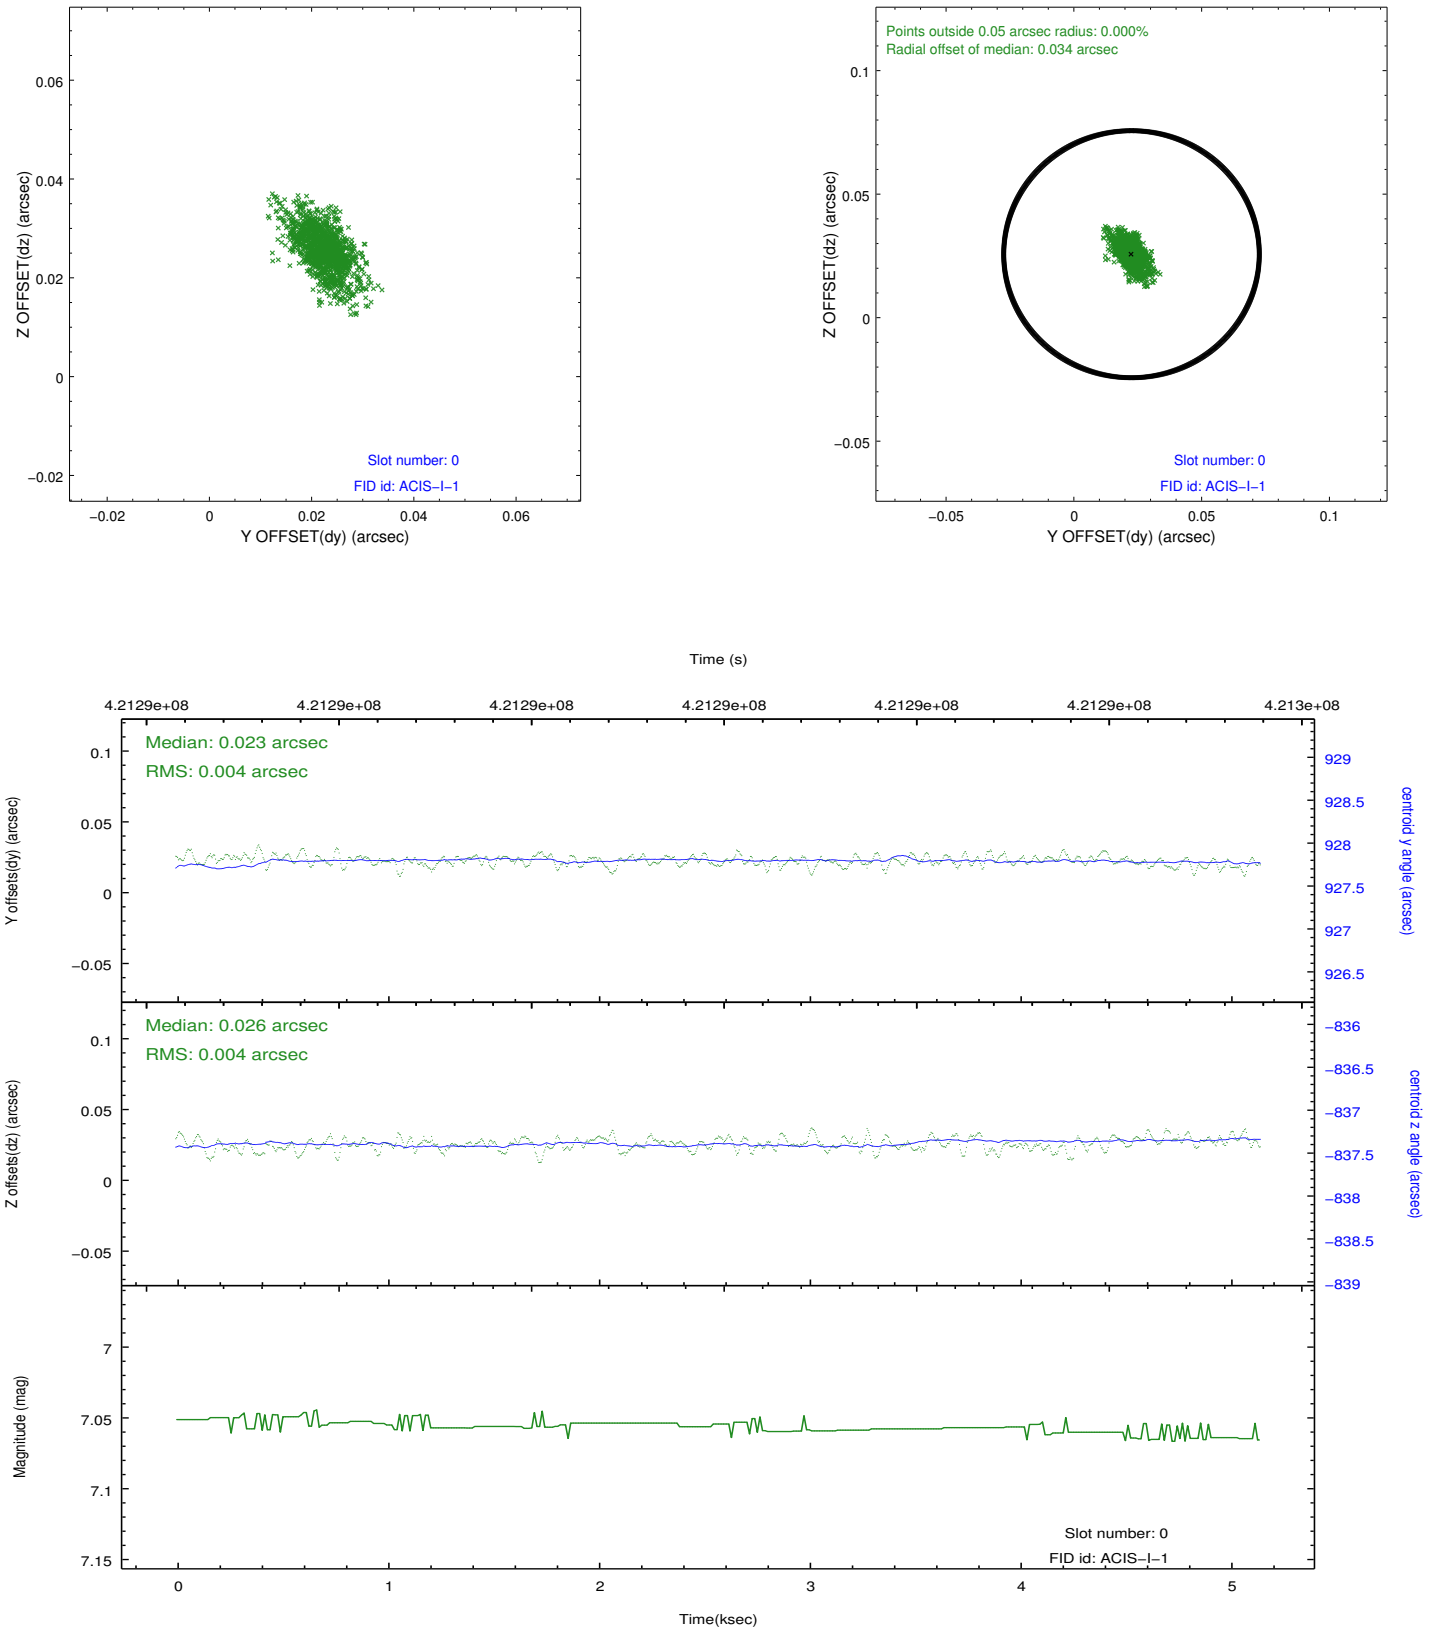 0.06
0.04
0.02
0
−0.02
Z OFFSET(dz) (arcsec)
Slot number: 0
FID id: ACIS−I−1
−0.02 0 0.02 0.04 0.06
Y OFFSET(dy) (arcsec)
Points outside 0.05 arcsec radius: 0.000%
Radial offset of median: 0.034 arcsec
0.1
0.05
0
−0.05
Z OFFSET(dz) (arcsec)
Slot number: 0
FID id: ACIS−I−1
−0.05 0 0.05 0.1
Y OFFSET(dy) (arcsec)
Time (s)
4.2129e+08 4.2129e+08 4.2129e+08 4.2129e+08 4.2129e+08 4.2129e+08 4.213e+08
Median: 0.023 arcsec
RMS: 0.004 arcsec
0.1
0.05
0
−0.05
Y offsets(dy) (arcsec)
929
928.5
928
927.5
927
926.5
centroid y angle (arcsec)
Median: 0.026 arcsec
RMS: 0.004 arcsec
0.1
0.05
0
−0.05
Z offsets(dz) (arcsec)
−836
−836.5
−837
−837.5
−838
−838.5
−839
centroid z angle (arcsec)
7
7.05
7.1
7.15
Magnitude (mag)
Slot number: 0
FID id: ACIS−I−1
0 1 2 3 4 5
Time(ksec)